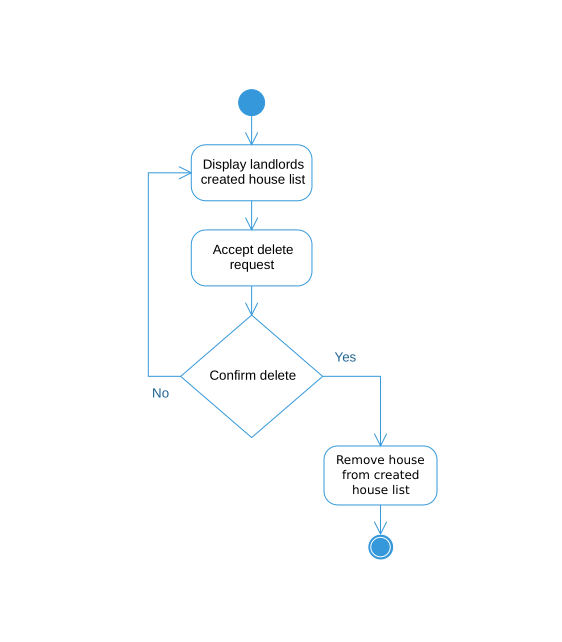 Display landlords
created house list
Accept delete
request
Confirm delete
Yes
No
Remove house
from created
house list